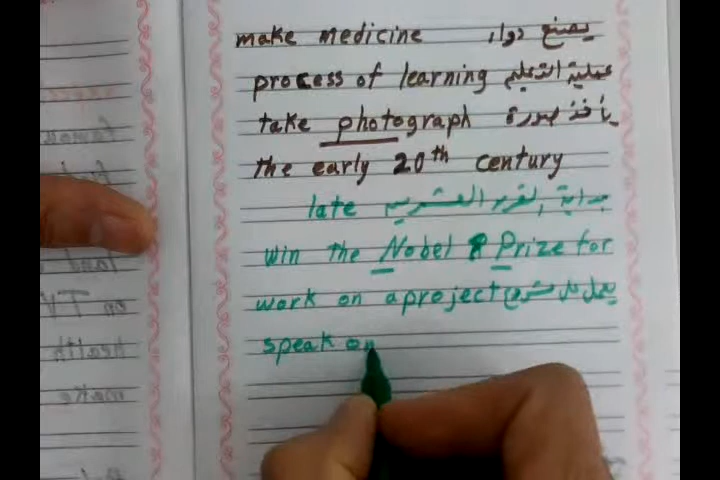 make medicine يصنع دواء
process of learning عملية التعليم
take photograph يأخذ صورة
the early 20th century
late بداية القرن العشرين
win the Nobel Prize for
work on a project يعمل على مشروع
speak on